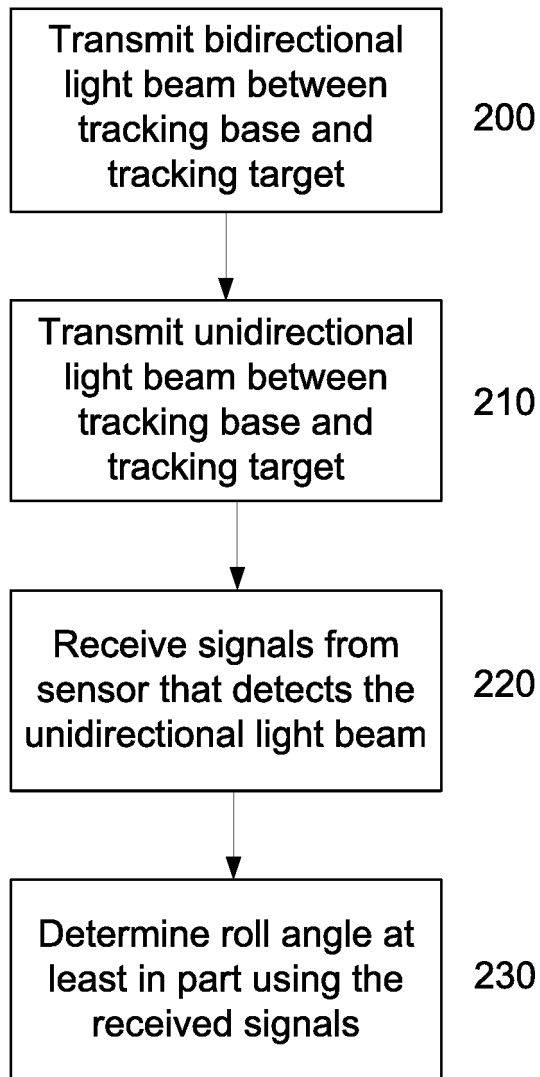 Transmit bidirectional
light beam between
tracking base and
tracking target
200
Transmit unidirectional
light beam between
tracking base and
tracking target
210
Receive signals from
sensor that detects the
unidirectional light beam
220
Determine roll angle at
least in part using the
received signals
230